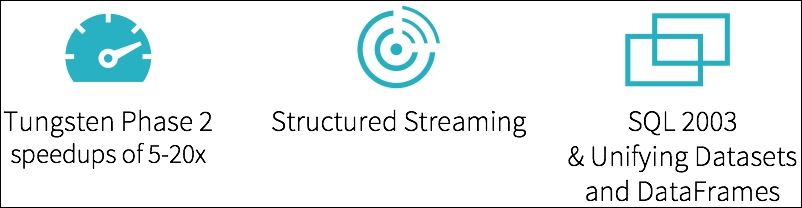 Tungsten Phase 2
speedups of 5-20x
Structured Streaming
SQL 2003
& Unifying Datasets
and DataFrames